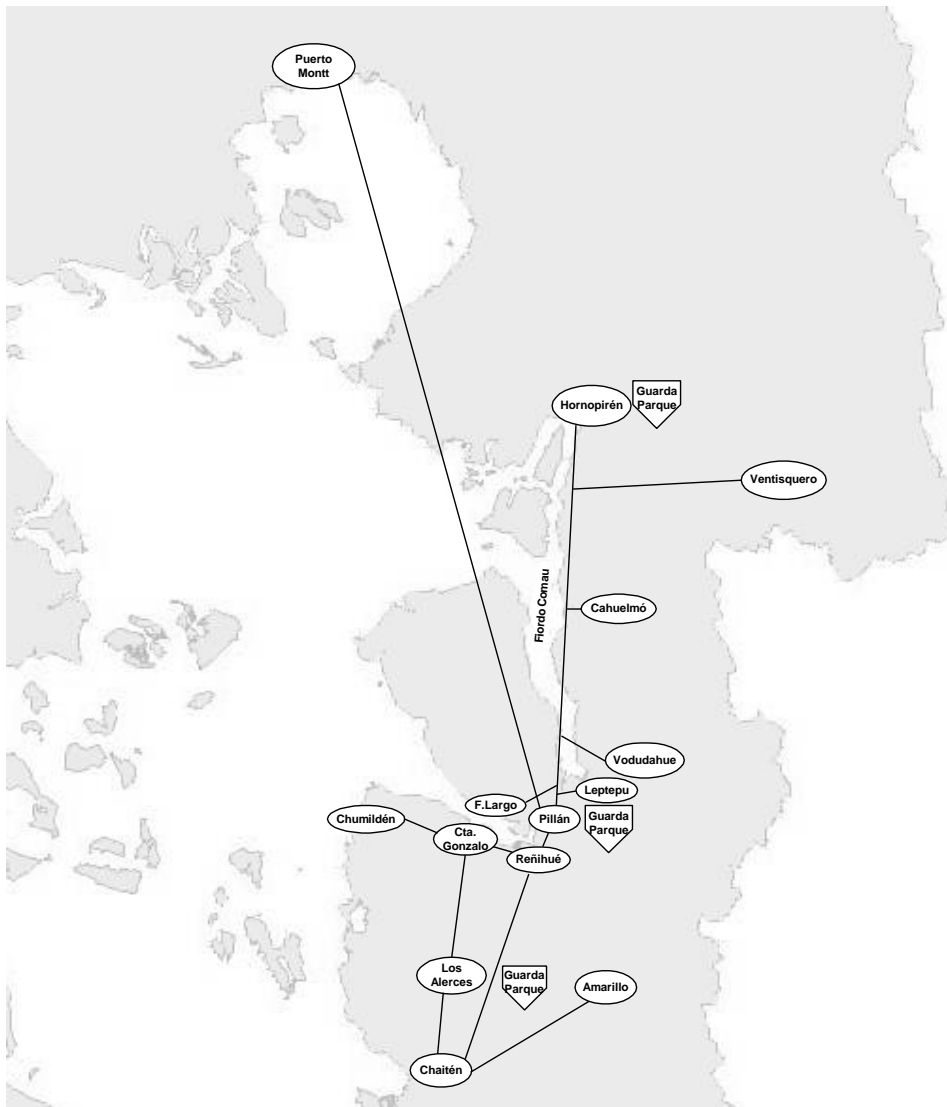 Puerto
Montt
Hornopirén
Guarda
Parque
Ventisquero
Fiordo Comau
Cahuelmó
Vodudahue
Leptepu
F.Largo
Pillán
Guarda
Parque
Chumildén
Cta.
Gonzalo
Reñihué
Los
Alerces
Guarda
Parque
Amarillo
Chaitén